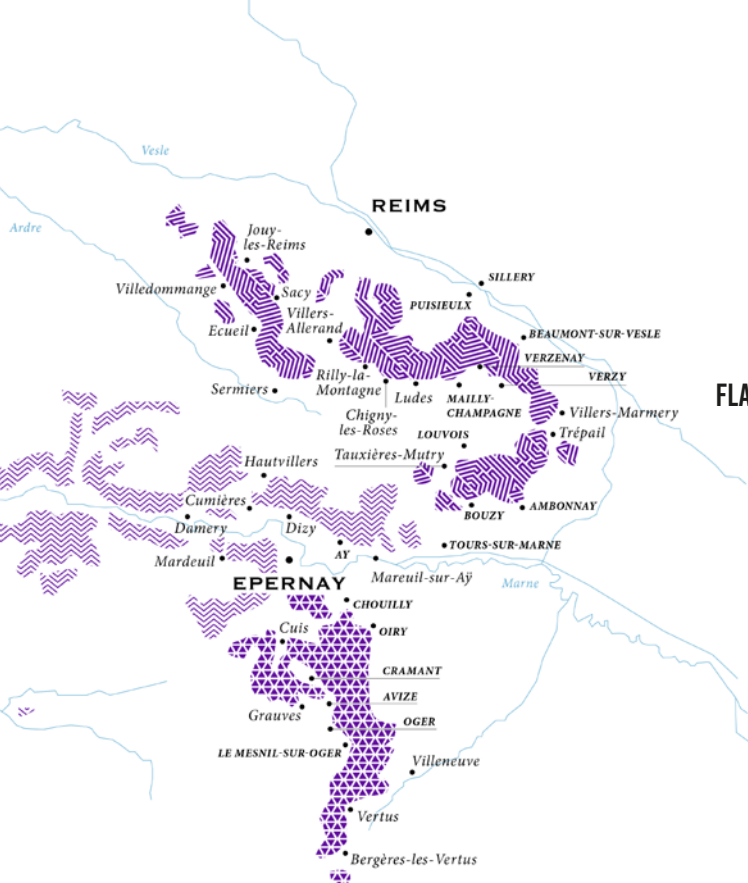 Vesle
REIMS
Ardre
Jouy-
les-Reims
SILLERY
Villedommange
Sacy
PUISIEULX
Villers-
Allerand
Ecueil
BEAUMONT-SUR-VESLE
VERZENAY
Rilly-la-
Montagne
VERZY
Sermiers
Ludes
MAILLY-
CHAMPAGNE
FLA
Chigny-
les-Roses
Villers-Marmery
LOUVOIS
Trépail
Tauxières-Mutry
Hautvillers
Cumières
BOUZY
AMBONNAY
Damery
Dizy
AY
TOURS-SUR-MARNE
Mardeuil
Mareuil-sur-Aÿ
EPERNAY
Marne
CHOUILLY
Cuis
OIRY
CRAMANT
AVIZE
Grauves
OGER
LE MESNIL-SUR-OGER
Villeneuve
Vertus
Bergères-les-Vertus